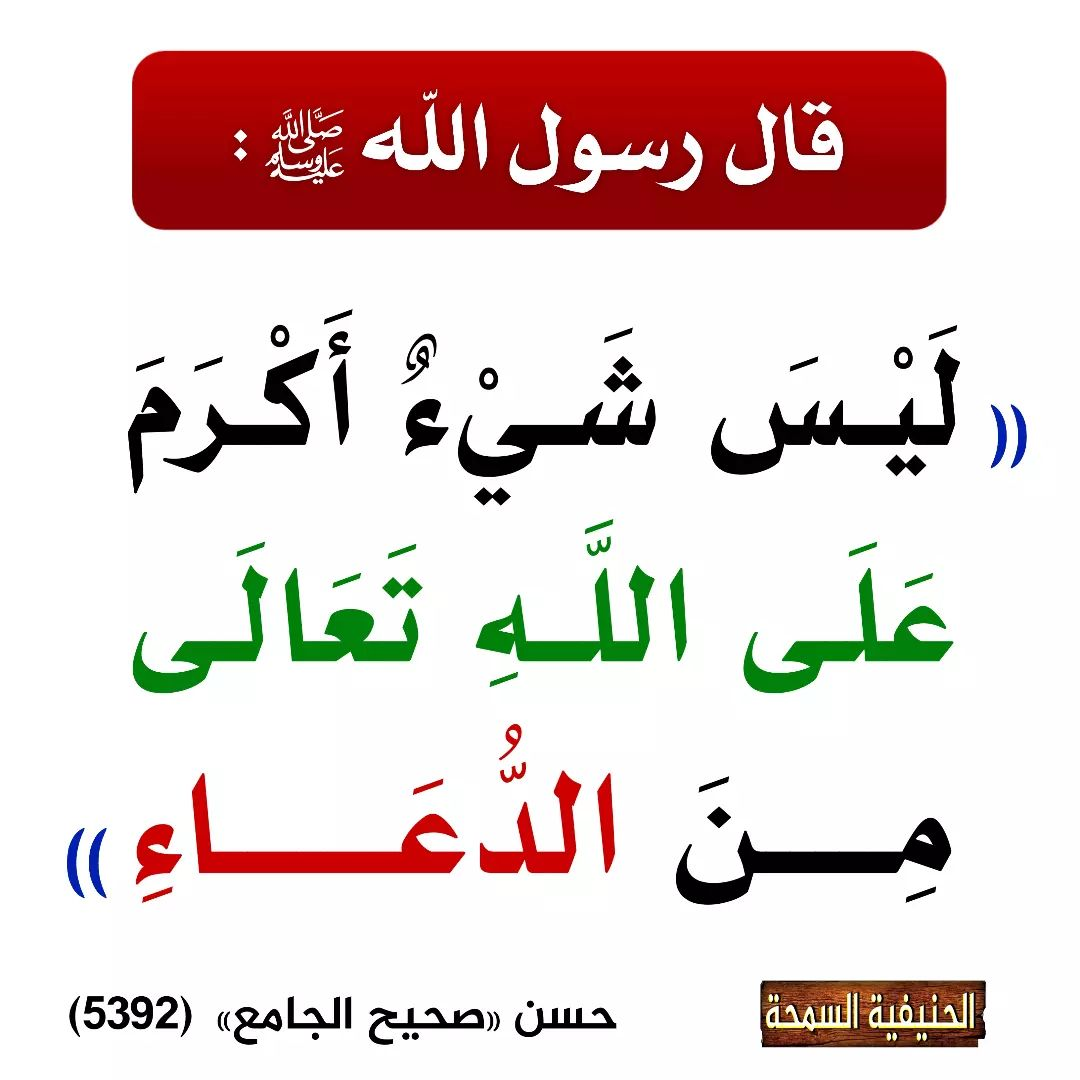 قال رسول الله ﷺ :
(( لَيْسَ شَيْءٌ أَكْرَمَ
عَلَى اللَّهِ تَعَالَى
مِنَ الدُّعَاءِ ))
حسن «صحيح الجامع» (5392)
الحنيفية السمحة